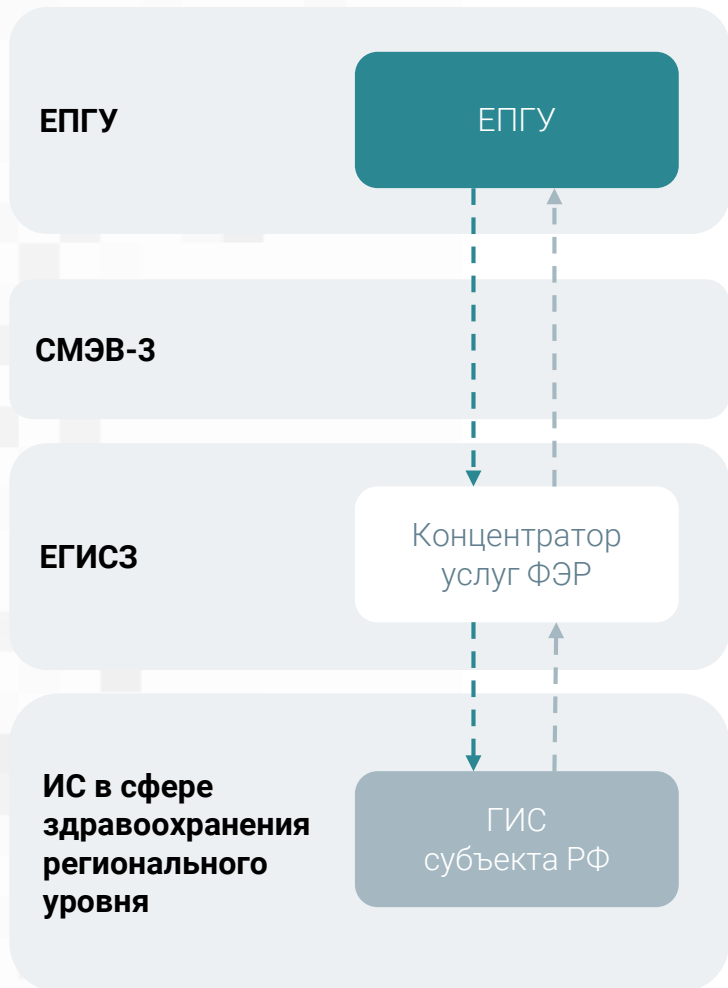 ЕПГУ
ЕПГУ
СМЭВ-3
ЕГИСЗ
Концентратор
услуг ФЭР
ИС в сфере
здравоохранения
регионального
уровня
ГИС
субъекта РФ